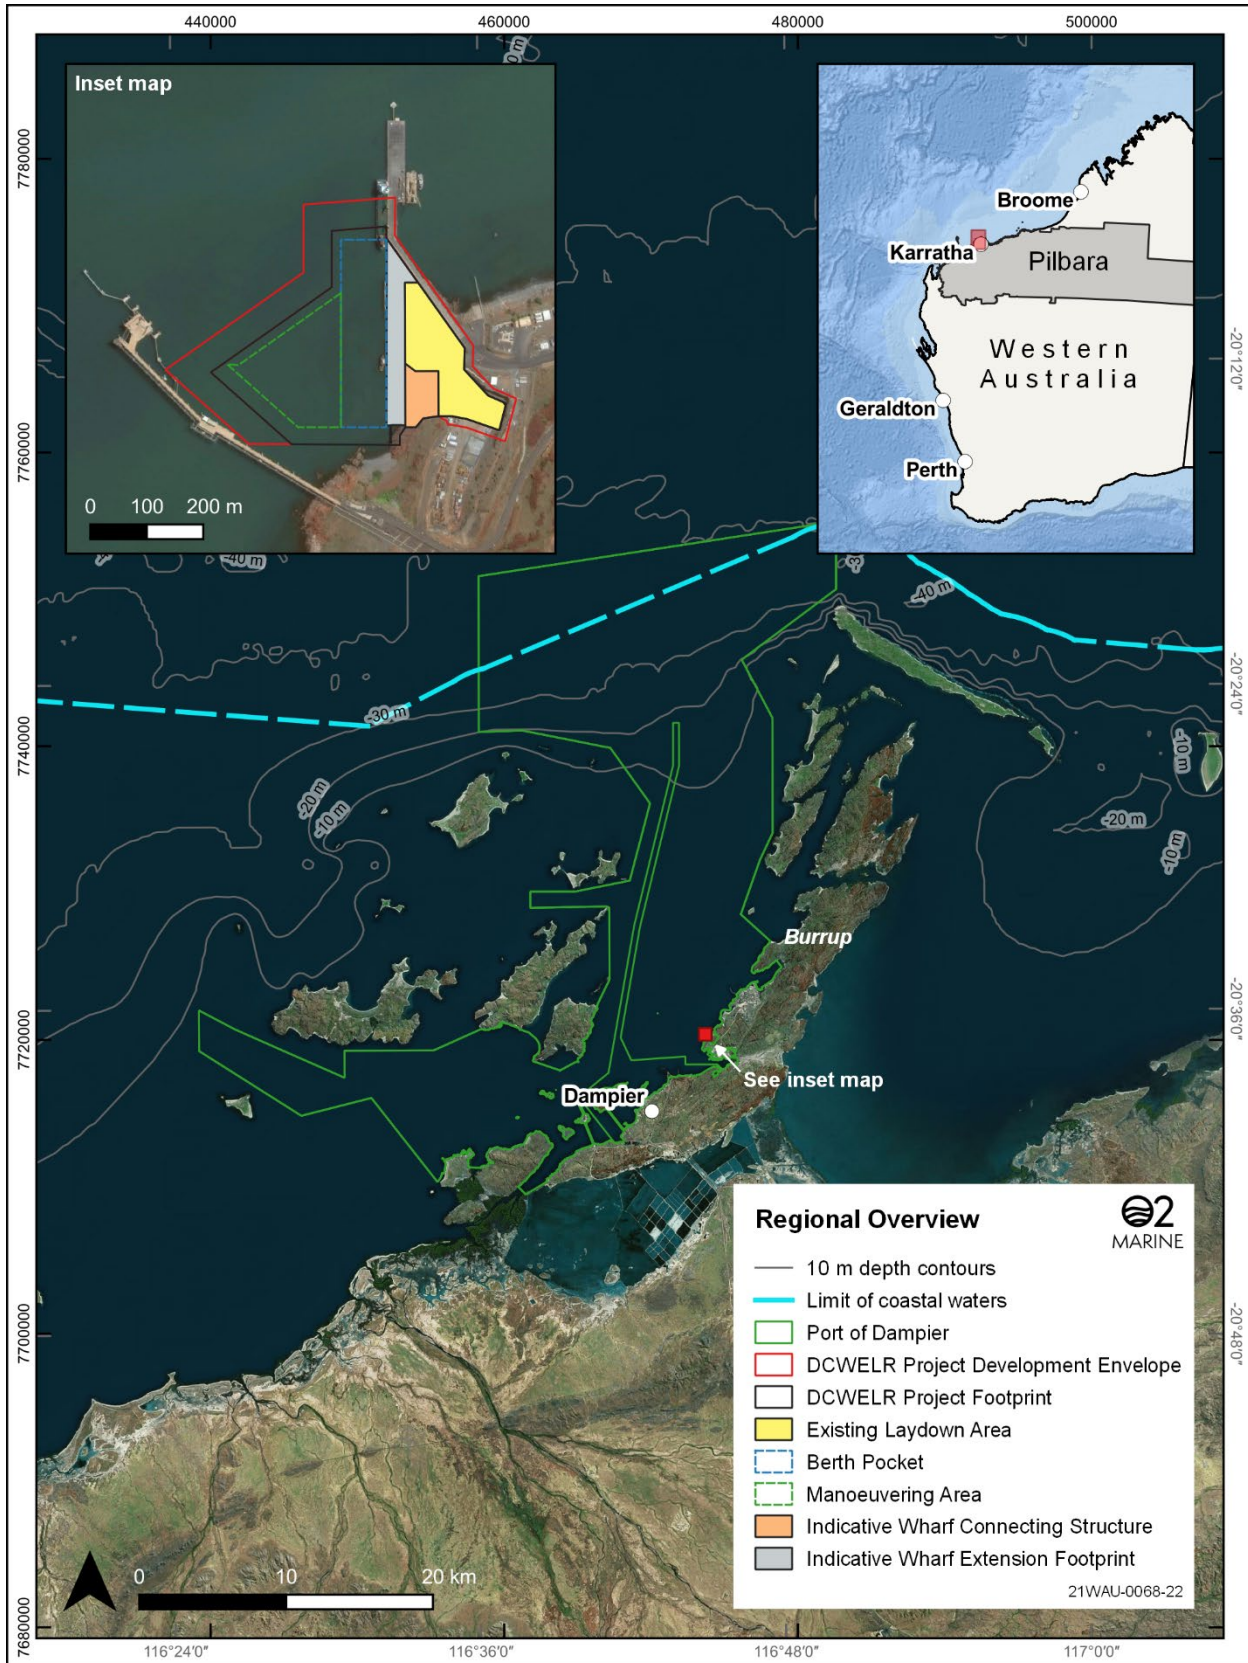 440000
460000
480000
500000
7780000
7760000
7740000
7720000
7700000
7680000
-20°12'0"
-20°24'0"
-20°36'0"
-20°48'0"
Inset map
0 100 200 m
Broome
Karratha
Pilbara
Western
Australia
Geraldton
Perth
-40 m
-40 m
-30 m
-20 m
-10 m
-10 m
-20 m
-10 m
Burrup
See inset map
Dampier
Regional Overview
O2
MARINE
10 m depth contours
Limit of coastal waters
Port of Dampier
DCWELR Project Development Envelope
DCWELR Project Footprint
Existing Laydown Area
Berth Pocket
Manoeuvering Area
Indicative Wharf Connecting Structure
Indicative Wharf Extension Footprint
21WAU-0068-22
0 10 20 km
116°24'0"
116°36'0"
116°48'0"
117°0'0"